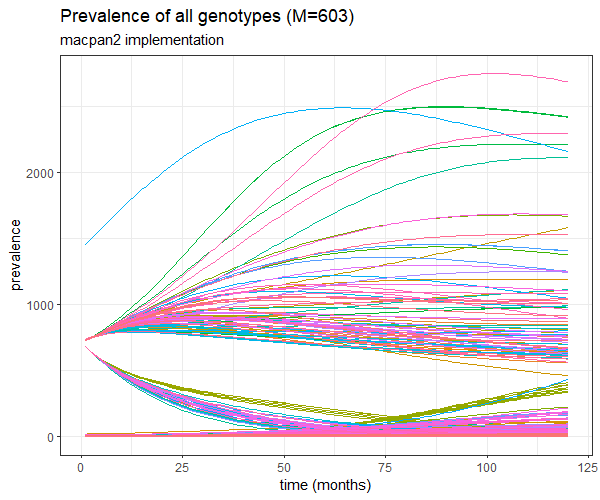 Prevalence of all genotypes (M=603)
macpan2 implementation
prevalence
2000
1000
0
0 25 50 75 100 125
time (months)